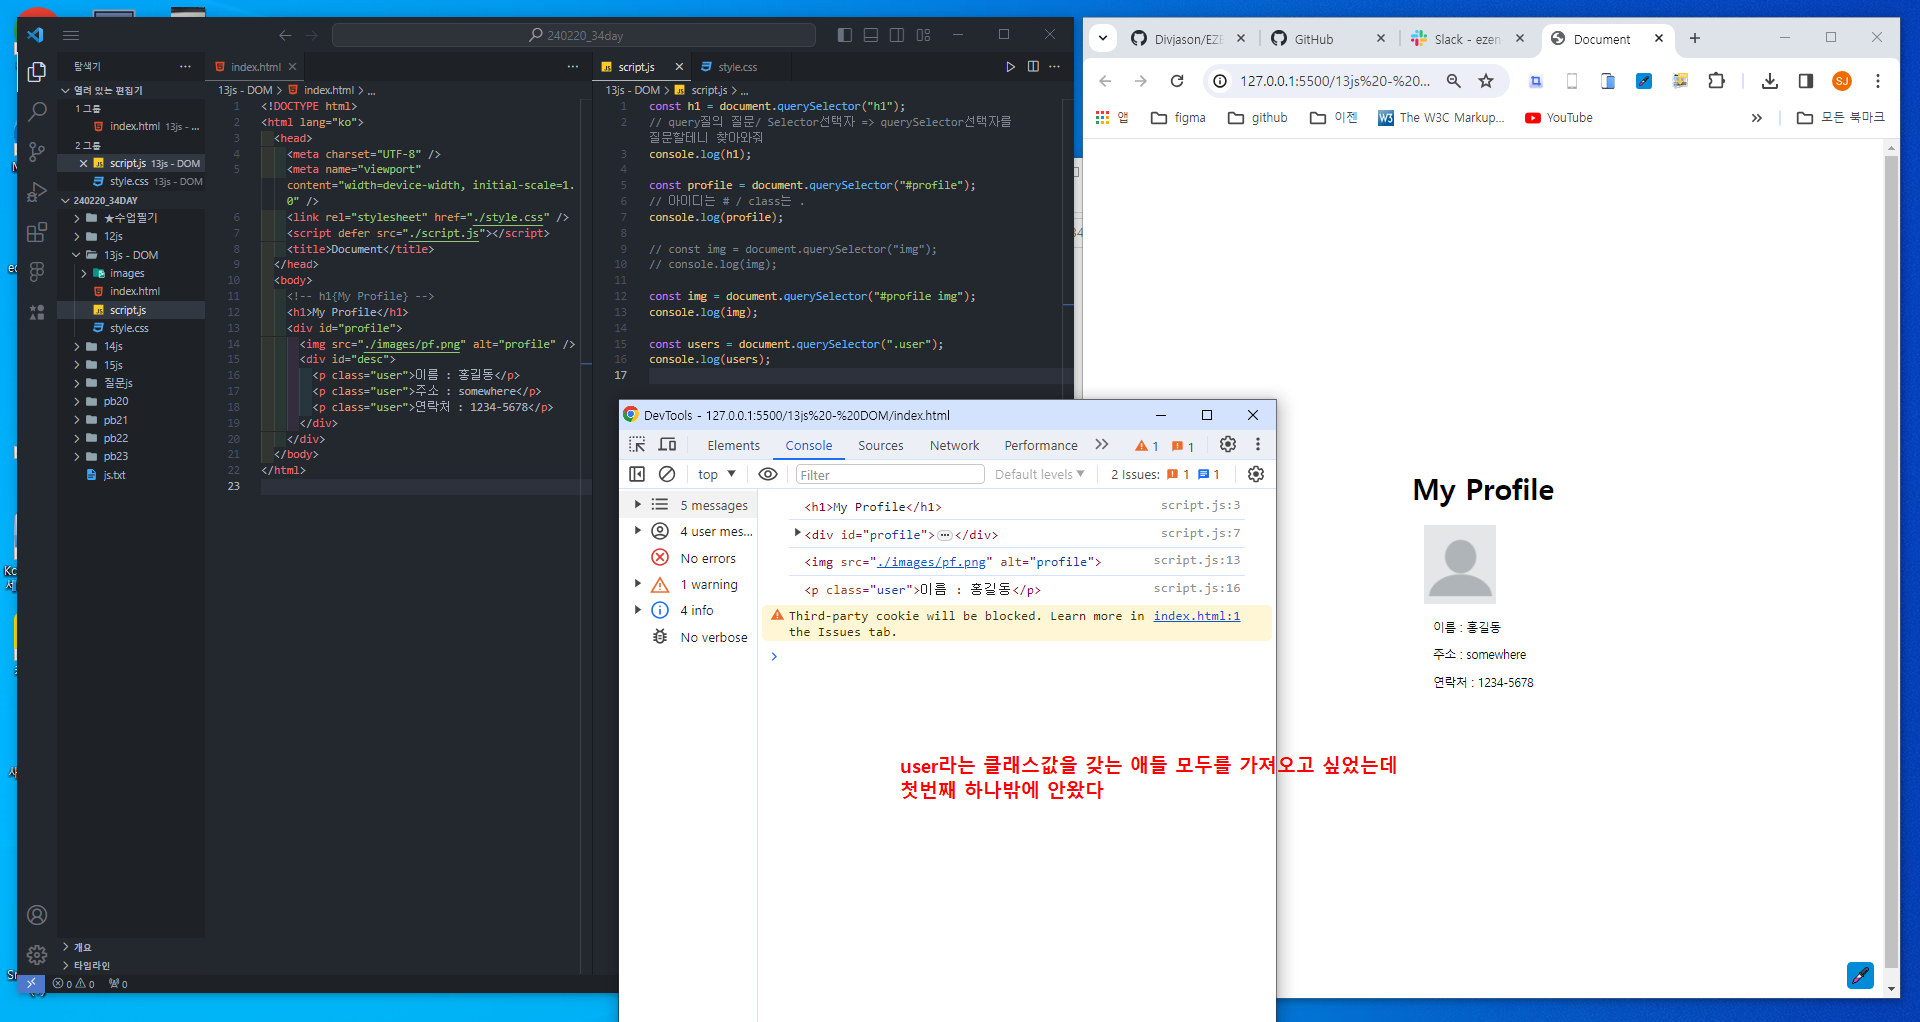 240220_34day
탐색기
열려 있는 편집기
1 그룹
index.html 13js - ...
2 그룹
script.js 13js - DOM
style.css 13js - DOM
240220_34DAY
★수업필기
12js
13js - DOM
images
index.html
script.js
style.css
14js
15js
질문js
pb20
pb21
pb22
pb23
js.txt
개요
타임라인
0 0 0
index.html
13js - DOM > index.html > ...
1 <!DOCTYPE html>
2 <html lang="ko">
3 <head>
4 <meta charset="UTF-8" />
5 <meta name="viewport"
content="width=device-width, initial-scale=1.
0" />
6 <link rel="stylesheet" href="./style.css" />
7 <script defer src="./script.js"></script>
8 <title>Document</title>
9 </head>
10 <body>
11 <!-- h1{My Profile} -->
12 <h1>My Profile</h1>
13 <div id="profile">
14 <img src="./images/pf.png" alt="profile" />
15 <div id="desc">
16 <p class="user">이름 : 홍길동</p>
17 <p class="user">주소 : somewhere</p>
18 <p class="user">연락처 : 1234-5678</p>
19 </div>
20 </div>
21 </body>
22 </html>
23
script.js style.css
13js - DOM > script.js > ...
1 const h1 = document.querySelector("h1");
2 // query질의 질문/ Selector선택자 => querySelector선택자를
질문할테니 찾아와줘
3 console.log(h1);
4
5 const profile = document.querySelector("#profile");
6 // 아이디는 # / class는 .
7 console.log(profile);
8
9 // const img = document.querySelector("img");
10 // console.log(img);
11
12 const img = document.querySelector("#profile img");
13 console.log(img);
14
15 const users = document.querySelector(".user");
16 console.log(users);
17
DevTools - 127.0.0.1:5500/13js%20-%20DOM/index.html
Elements Console Sources Network Performance 1 1
top Filter Default levels 2 Issues: 1 1
5 messages
4 user mes...
No errors
1 warning
4 info
No verbose
<h1>My Profile</h1> script.js:3
<div id="profile">…</div> script.js:7
<img src="./images/pf.png" alt="profile"> script.js:13
<p class="user">이름 : 홍길동</p> script.js:16
Third-party cookie will be blocked. Learn more in index.html:1
the Issues tab.
user라는 클래스값을 갖는 애들 모두를 가져오고 싶었는데
첫번째 하나밖에 안왔다
Divjason/EZE GitHub Slack - ezen Document
127.0.0.1:5500/13js%20-%20... SJ
앱 figma github 이젠 The W3C Markup... YouTube 모든 북마크
My Profile
이름 : 홍길동
주소 : somewhere
연락처 : 1234-5678